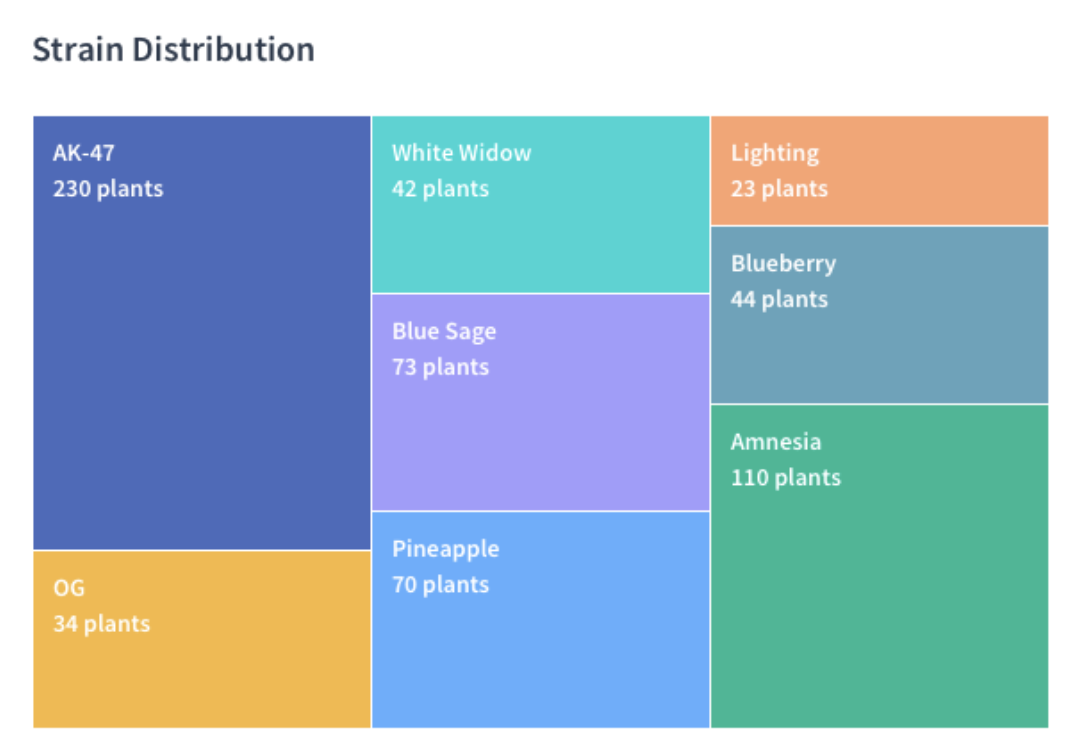 Strain Distribution
AK-47
230 plants
OG
34 plants
White Widow
42 plants
Blue Sage
73 plants
Pineapple
70 plants
Lighting
23 plants
Blueberry
44 plants
Amnesia
110 plants